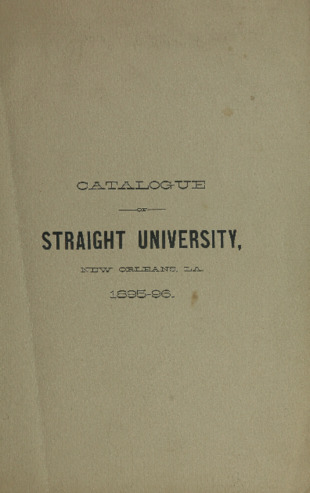 CATALOGUE
OF
STRAIGHT UNIVERSITY,
NEW ORLEANS, LA.
1895-96.